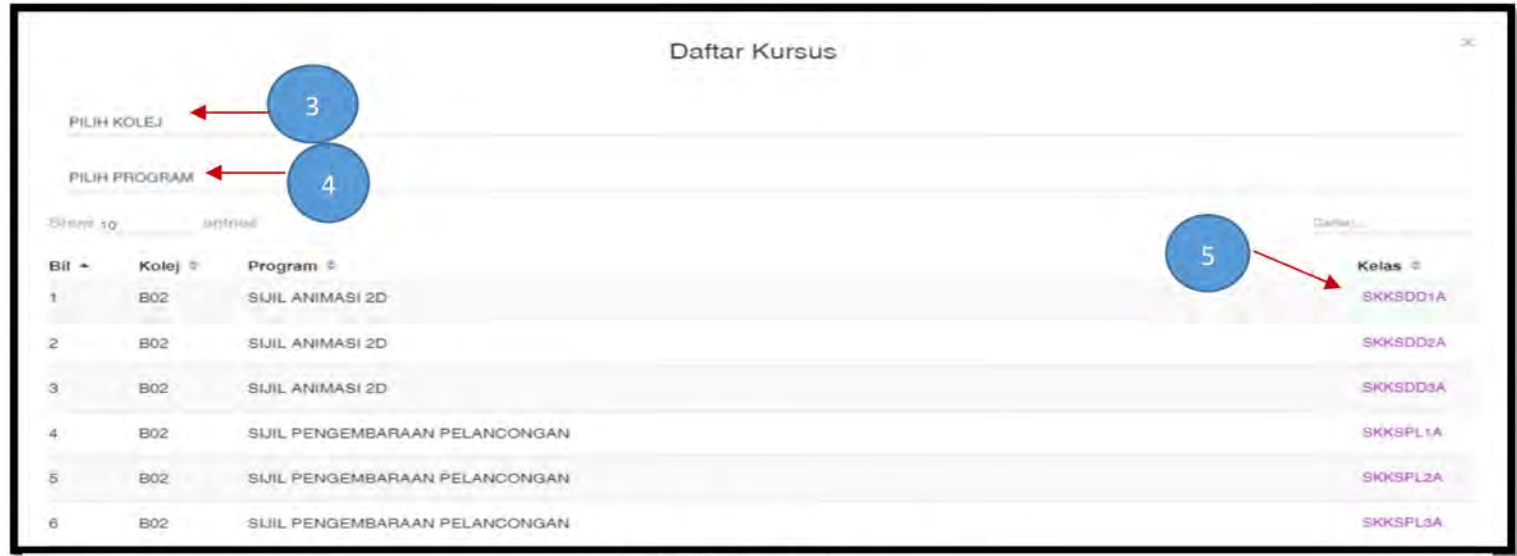 Daftar Kursus ×
3
PILIH KOLEJ
PILIH PROGRAM
4
Show 10 entries
5
Bil Kolej Program Kelas
1 B02 SIJIL ANIMASI 2D SKKSDD1A
2 B02 SIJIL ANIMASI 2D SKKSDD2A
3 B02 SIJIL ANIMASI 2D SKKSDD3A
4 B02 SIJIL PENGEMBARAAN PELANCONGAN SKKSPL1A
5 B02 SIJIL PENGEMBARAAN PELANCONGAN SKKSPL2A
6 B02 SIJIL PENGEMBARAAN PELANCONGAN SKKSPL3A